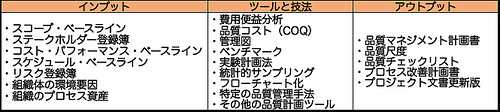 インプット
・スコープ・ベースライン
・ステークホルダー登録簿
・コスト・パフォーマンス・ベースライン
・スケジュール・ベースライン
・リスク登録簿
・組織体の環境要因
・組織のプロセス資産
ツールと技法
・費用便益分析
・品質コスト（COQ）
・管理図
・ベンチマーク
・実験計画法
・統計的サンプリング
・フローチャート化
・特定の品質管理手法
・その他の品質計画ツール
アウトプット
・品質マネジメント計画書
・品質尺度
・品質チェックリスト
・プロセス改善計画書
・プロジェクト文書更新版